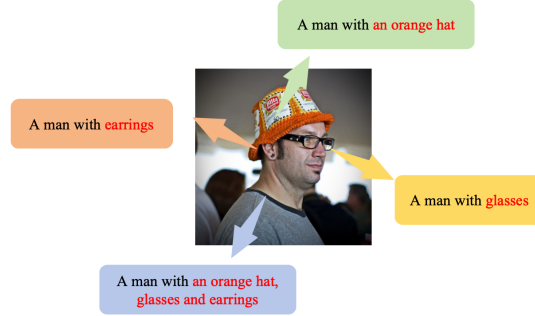 A man with an orange hat
A man with earrings
A man with glasses
A man with an orange hat,
glasses and earrings